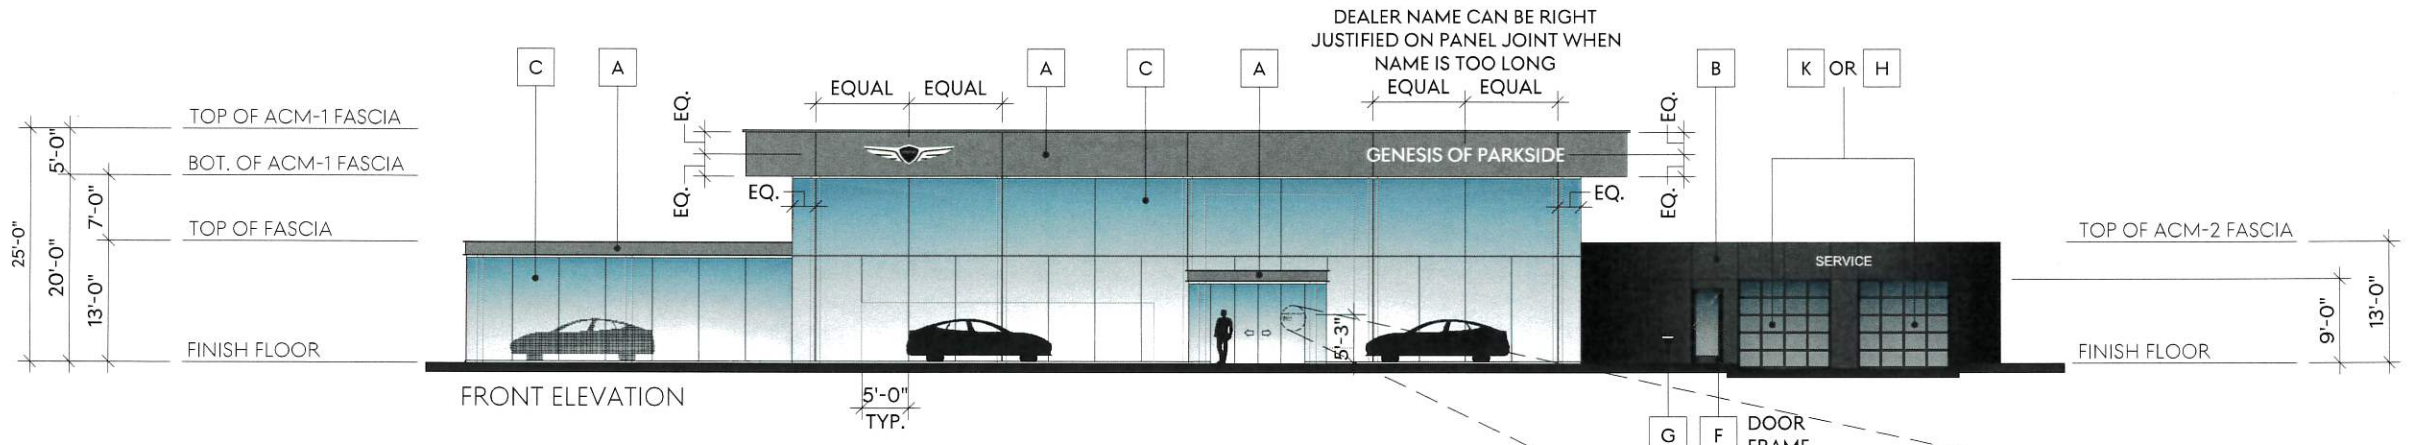 DEALER NAME CAN BE RIGHT
JUSTIFIED ON PANEL JOINT WHEN
NAME IS TOO LONG
C
A
EQUAL
EQUAL
A
C
A
EQUAL
EQUAL
B
K OR H
TOP OF ACM-1 FASCIA
BOT. OF ACM-1 FASCIA
TOP OF FASCIA
FINISH FLOOR
25'-0"
5'-0"
20'-0"
7'-0"
13'-0"
EQ.
EQ.
EQ.
GENESIS OF PARKSIDE
EQ.
EQ.
EQ.
SERVICE
TOP OF ACM-2 FASCIA
FINISH FLOOR
9'-0"
13'-0"
5'-3"
FRONT ELEVATION
5'-0"
TYP.
G
F
DOOR
FRAME